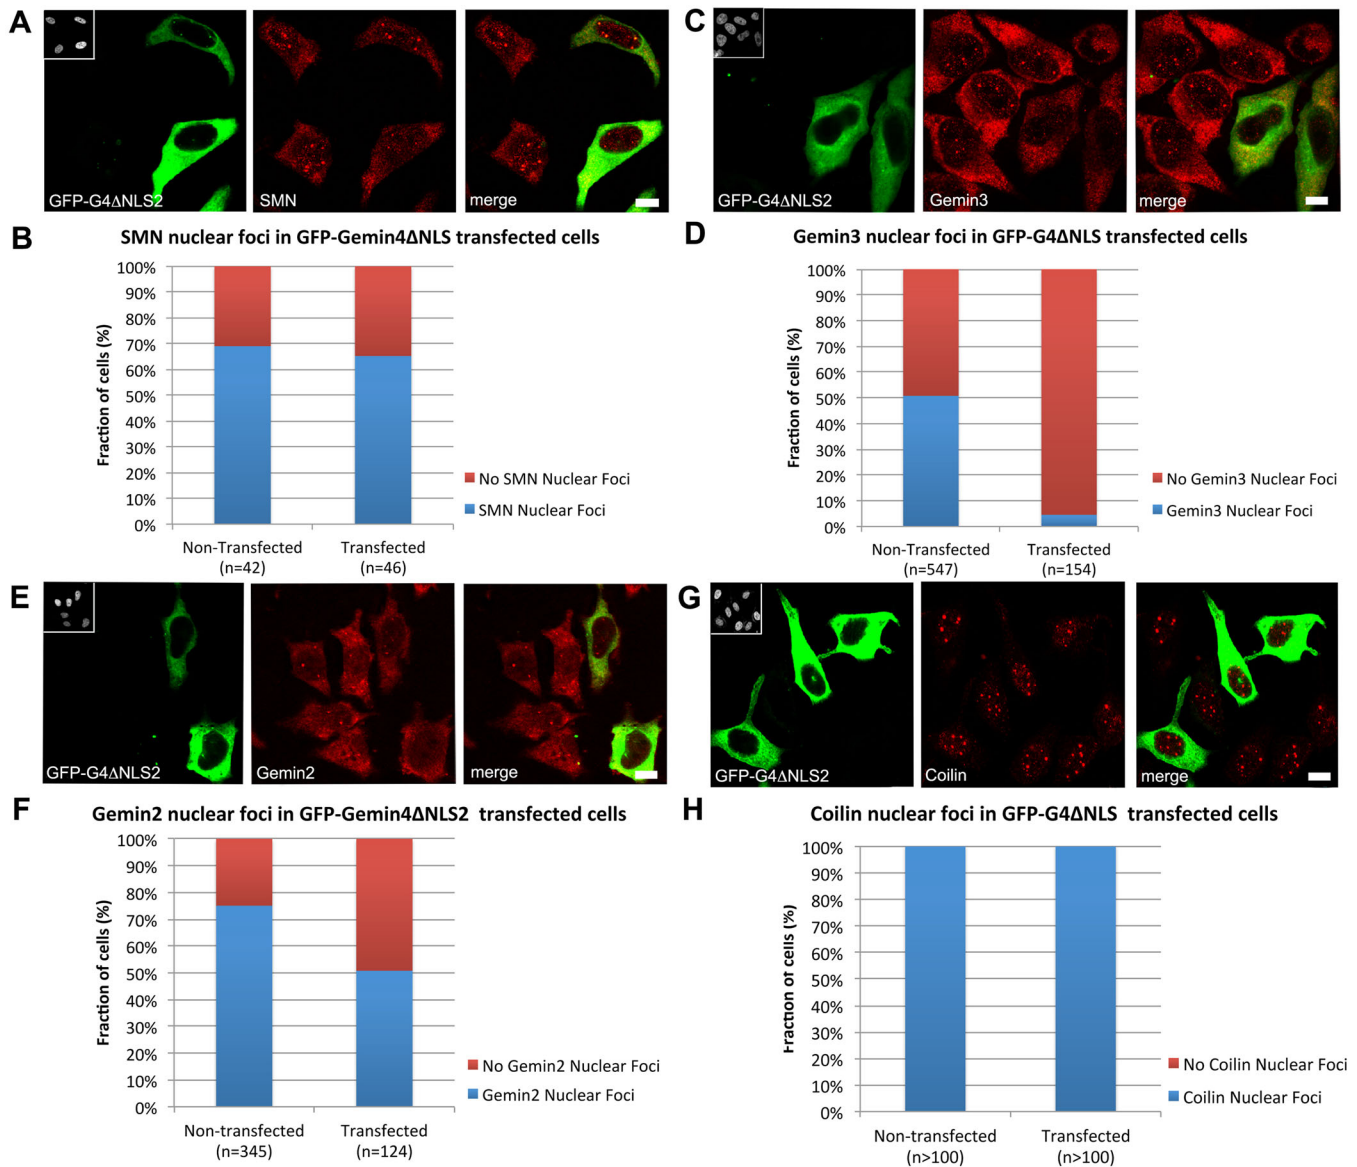 A
GFP-G4ΔNLS2
SMN
merge
B
SMN nuclear foci in GFP-Gemin4ΔNLS transfected cells
Fraction of cells (%)
100%
90%
80%
70%
60%
50%
40%
30%
20%
10%
0%
Non-Transfected
(n=42)
Transfected
(n=46)
No SMN Nuclear Foci
SMN Nuclear Foci
C
GFP-G4ΔNLS2
Gemin3
merge
D
Gemin3 nuclear foci in GFP-G4ΔNLS transfected cells
Fraction of cells (%)
100%
90%
80%
70%
60%
50%
40%
30%
20%
10%
0%
Non-Transfected
(n=547)
Transfected
(n=154)
No Gemin3 Nuclear Foci
Gemin3 Nuclear Foci
E
GFP-G4ΔNLS2
Gemin2
merge
F
Gemin2 nuclear foci in GFP-Gemin4ΔNLS2 transfected cells
Fraction of cells (%)
100%
90%
80%
70%
60%
50%
40%
30%
20%
10%
0%
Non-transfected
(n=345)
Transfected
(n=124)
No Gemin2 Nuclear Foci
Gemin2 Nuclear Foci
G
GFP-G4ΔNLS2
Coilin
merge
H
Coilin nuclear foci in GFP-G4ΔNLS transfected cells
Fraction of cells (%)
100%
90%
80%
70%
60%
50%
40%
30%
20%
10%
0%
Non-transfected
(n>100)
Transfected
(n>100)
No Coilin Nuclear Foci
Coilin Nuclear Foci